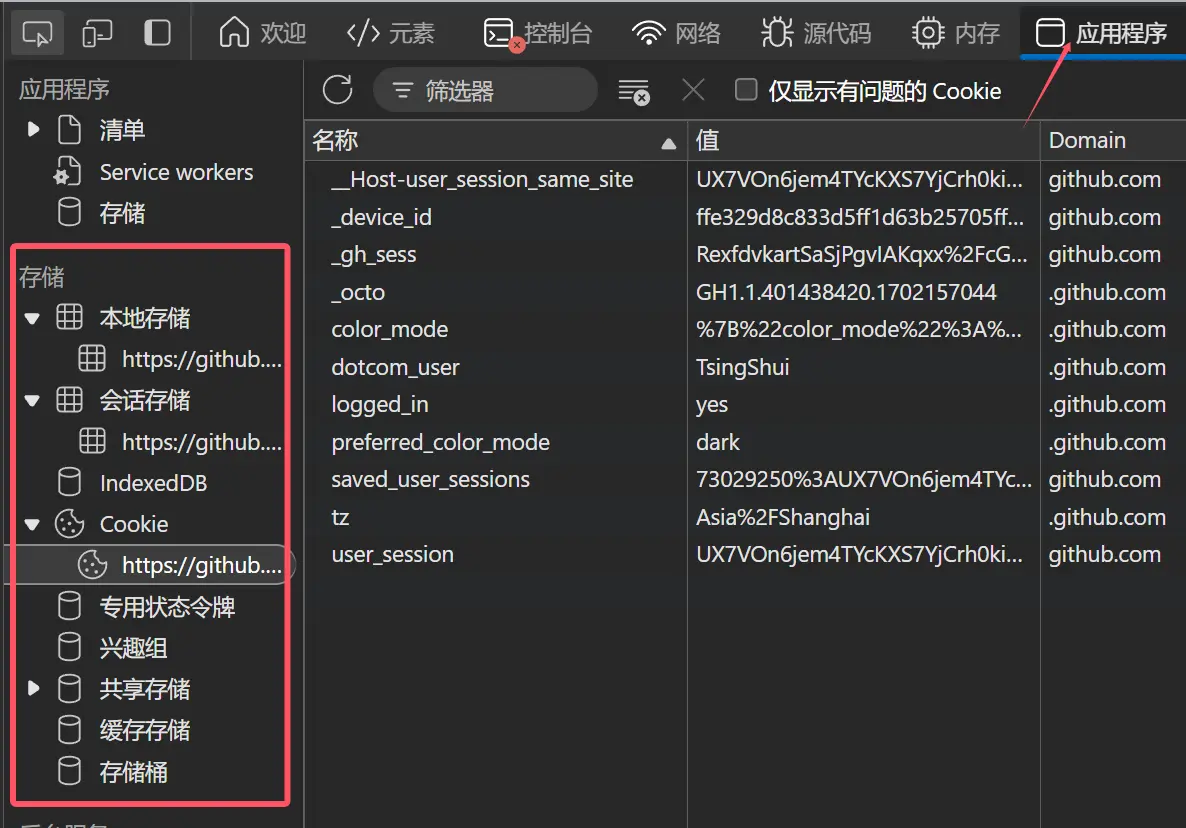 欢迎 元素 控制台 网络 源代码 内存 应用程序
应用程序
清单
Service workers
存储
存储
本地存储
https://github....
会话存储
https://github....
IndexedDB
Cookie
https://github....
专用状态令牌
兴趣组
共享存储
缓存存储
存储桶
筛选器 仅显示有问题的 Cookie
名称 值 Domain
__Host-user_session_same_site UX7VOn6jem4TYcKXS7YjCrh0ki... github.com
_device_id ffe329d8c833d5ff1d63b25705ff... github.com
_gh_sess RexfdvkartSaSjPgvIAKqxx%2FcG... github.com
_octo GH1.1.401438420.1702157044 .github.com
color_mode %7B%22color_mode%22%3A%... .github.com
dotcom_user TsingShui .github.com
logged_in yes .github.com
preferred_color_mode dark .github.com
saved_user_sessions 73029250%3AUX7VOn6jem4TYc... github.com
tz Asia%2FShanghai .github.com
user_session UX7VOn6jem4TYcKXS7YjCrh0ki... github.com